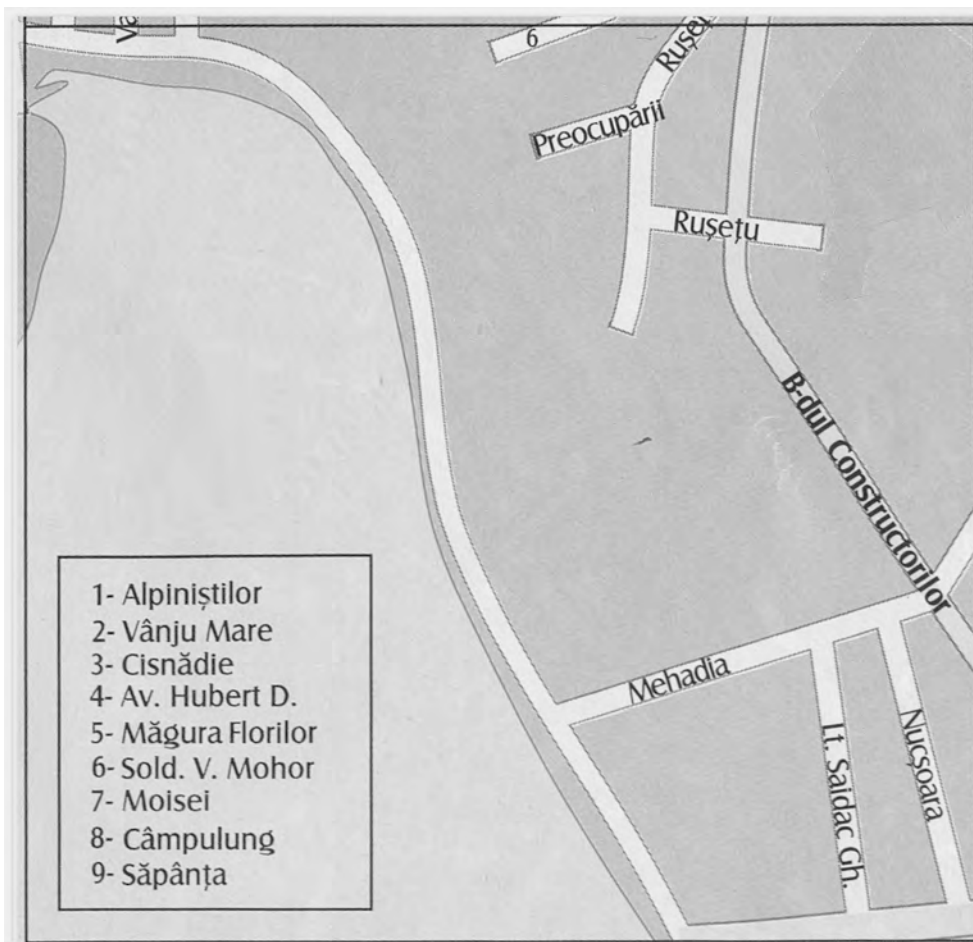 6
Preocupării
Rușețu
B-dul Constructorilor
Mehadia
Lt. Saidac Gh.
Nucșoara
1- Alpiniștilor
2- Vânju Mare
3- Cisnădie
4- Av. Hubert D.
5- Măgura Florilor
6- Sold. V. Mohor
7- Moisei
8- Câmpulung
9- Săpânța